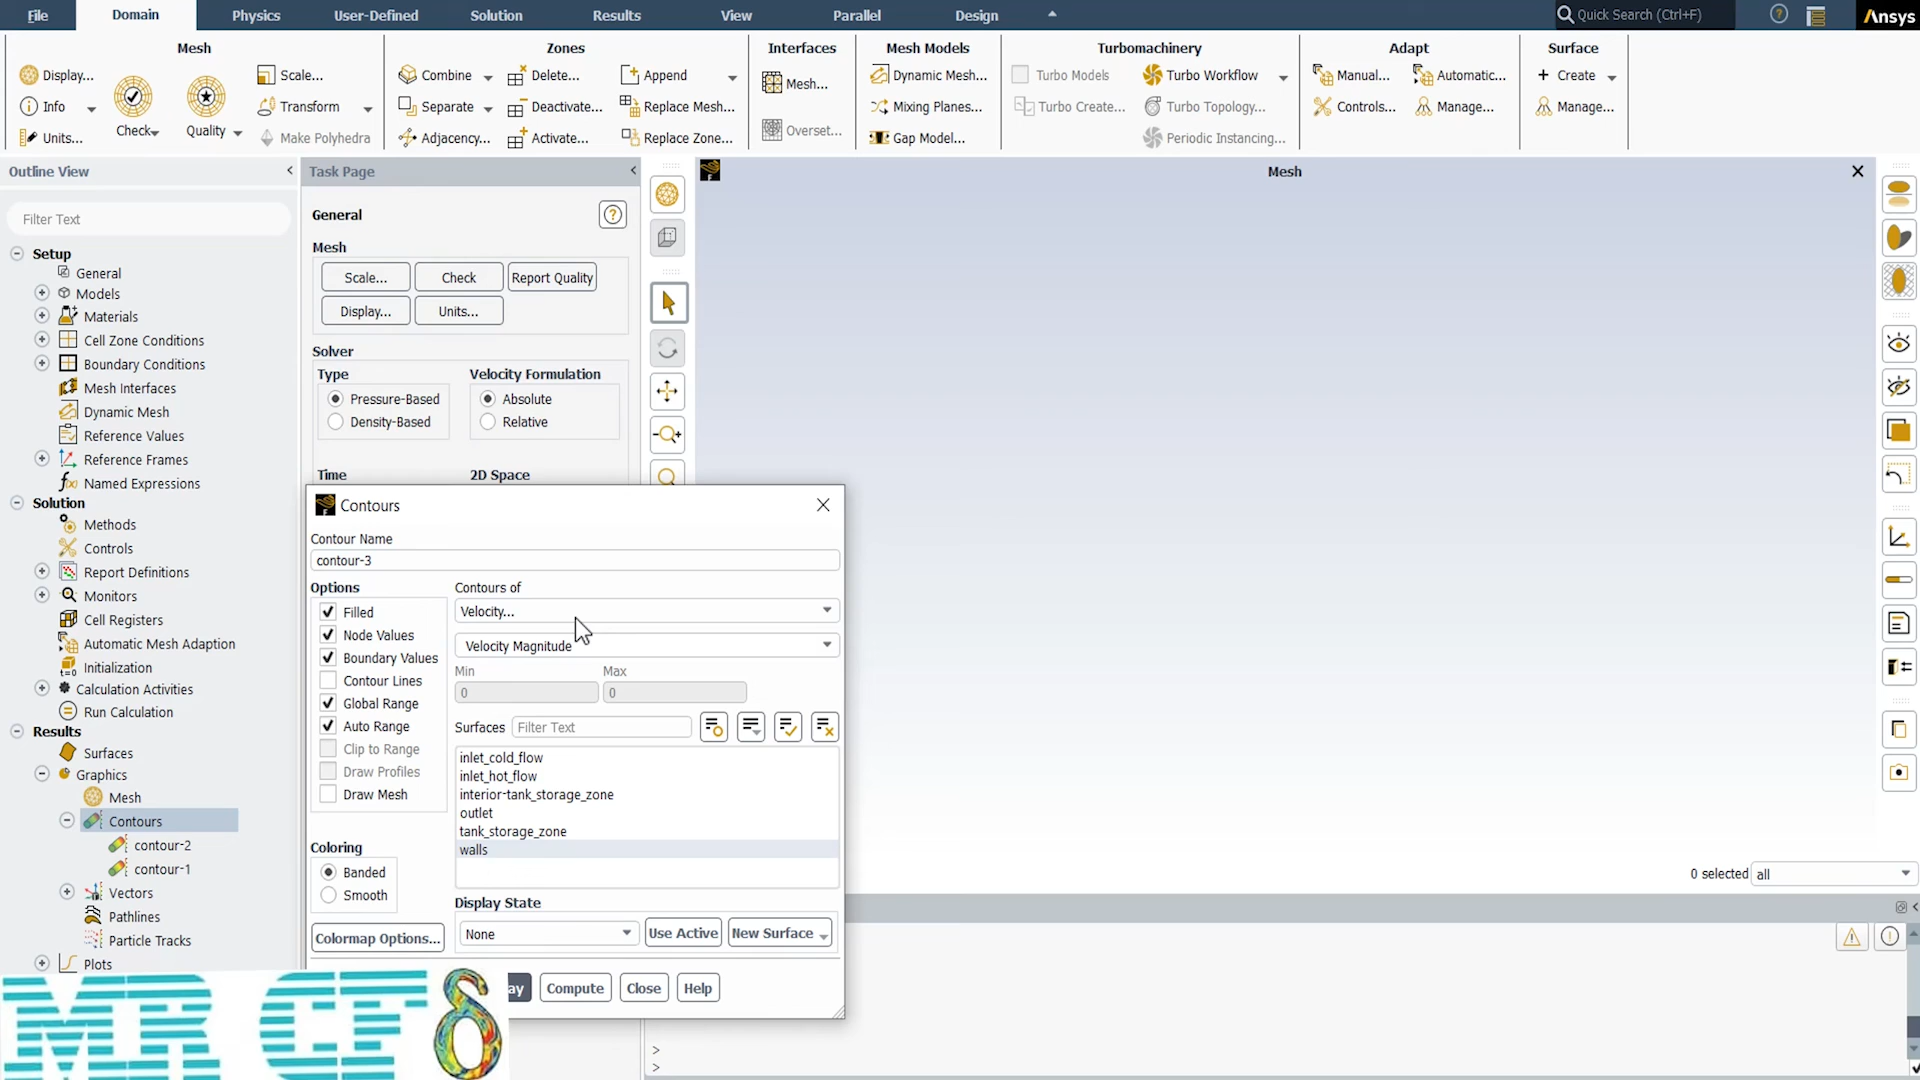 File Domain Physics User-Defined Solution Results View Parallel Design Quick Search (Ctrl+F) Ansys
Mesh Zones Interfaces Mesh Models Turbomachinery Adapt Surface
Display... Scale... Combine Delete... Append Mesh... Dynamic Mesh... Turbo Models Turbo Workflow Manual... Automatic... + Create
Info Transform Separate Deactivate... Replace Mesh... Mixing Planes... Turbo Create... Turbo Topology... Controls... Manage... Manage...
Units... Check Quality Make Polyhedra Adjacency... Activate... Replace Zone... Overset... Gap Model... Periodic Instancing...
Outline View
Filter Text
Setup
General
Models
Materials
Cell Zone Conditions
Boundary Conditions
Mesh Interfaces
Dynamic Mesh
Reference Values
Reference Frames
Named Expressions
Solution
Methods
Controls
Report Definitions
Monitors
Cell Registers
Automatic Mesh Adaption
Initialization
Calculation Activities
Run Calculation
Results
Surfaces
Graphics
Mesh
Contours
contour-2
contour-1
Vectors
Pathlines
Particle Tracks
Plots
Task Page
General
Mesh
Scale... Check Report Quality
Display... Units...
Solver
Type Velocity Formulation
Pressure-Based Absolute
Density-Based Relative
Time 2D Space
Mesh
Contours
Contour Name
contour-3
Options Contours of
Filled Velocity...
Node Values
Boundary Values Velocity Magnitude
Contour Lines Min Max
Global Range 0 0
Auto Range Surfaces Filter Text
Clip to Range
Draw Profiles
Draw Mesh
inlet_cold_flow
inlet_hot_flow
interior-tank_storage_zone
outlet
tank_storage_zone
walls
Coloring
Banded
Smooth
Colormap Options...
Display State
None Use Active New Surface
ay Compute Close Help
0 selected all
>
>
MR CF